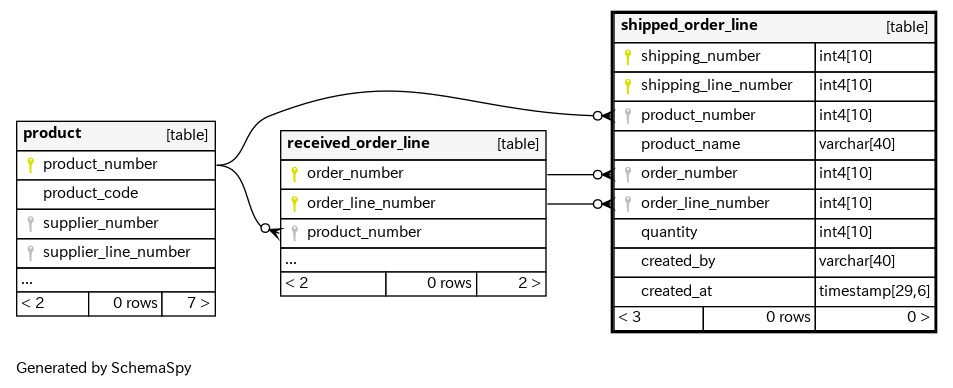 shipped_order_line [table]
shipping_number int4[10]
shipping_line_number int4[10]
product_number int4[10]
product_name varchar[40]
order_number int4[10]
order_line_number int4[10]
quantity int4[10]
created_by varchar[40]
created_at timestamp[29,6]
< 3 0 rows 0 >
product [table]
product_number
product_code
supplier_number
supplier_line_number
...
< 2 0 rows 7 >
received_order_line [table]
order_number
order_line_number
product_number
...
< 2 0 rows 2 >
Generated by SchemaSpy